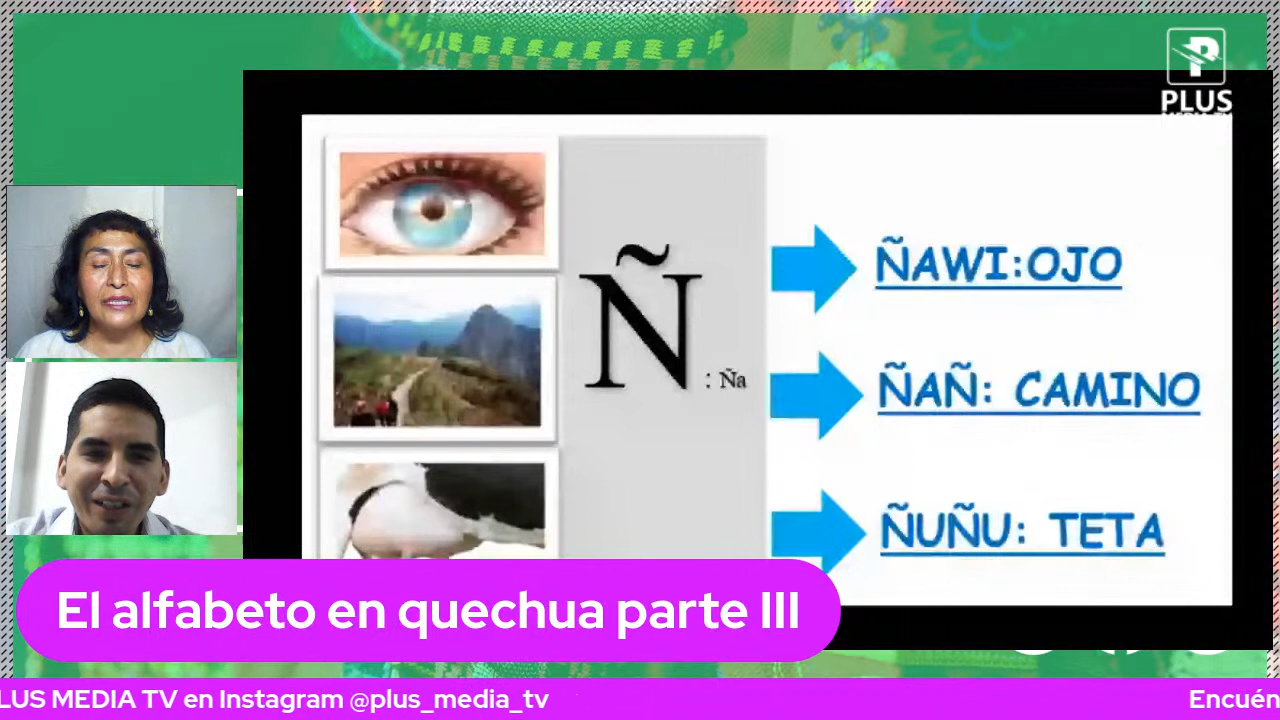 PLUS
Ñ
: Ña
ÑAWI:OJO
ÑAÑ: CAMINO
ÑUÑU: TETA
El alfabeto en quechua parte III
LUS MEDIA TV en Instagram @plus_media_tv
Encuén